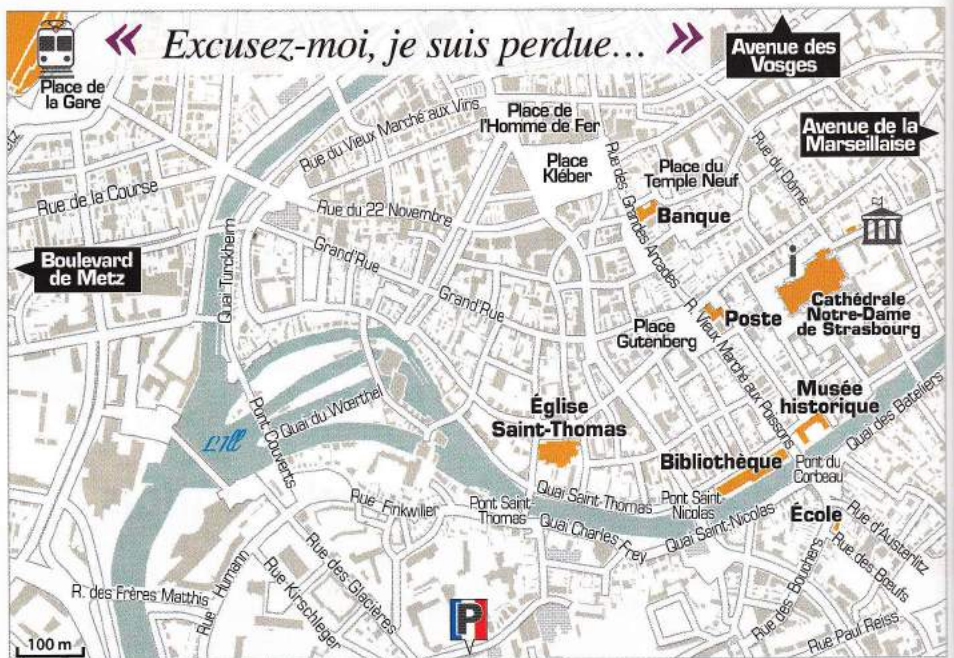 « Excusez-moi, je suis perdue... »
Avenue des
Vosges
Place de
la Gare
Place de
l'Homme de Fer
Avenue de la
Marseillaise
Rue du Vieux Marché aux Vins
Place
Kléber
Place du
Temple Neuf
Rue du Dôme
Rue de la Course
Rue du 22 Novembre
Rue des Grandes Arcades
Banque
Boulevard
de Metz
Quai Turckheim
Grand'Rue
Grand'Rue
i
Cathédrale
Notre-Dame
de Strasbourg
Poste
Place
Gutenberg
R. Vieux Marché aux Poissons
Musée
historique
Quai des Bateliers
Église
Saint-Thomas
Quai du Wœrthel
Pont Couverts
L'Ill
Bibliothèque
Pont du
Corbeau
Quai Saint-Thomas
Pont Saint
Thomas
Pont Saint
Nicolas
Rue Finkwiller
Quai Charles Frey
Quai Saint-Nicolas
École
Rue d'Austerlitz
Rue des Bœufs
Rue des Bouchers
R. des Frères Matthis
Rue Humann
Rue Kirschleger
Rue des Glacières
P
Rue Paul Reiss
100 m